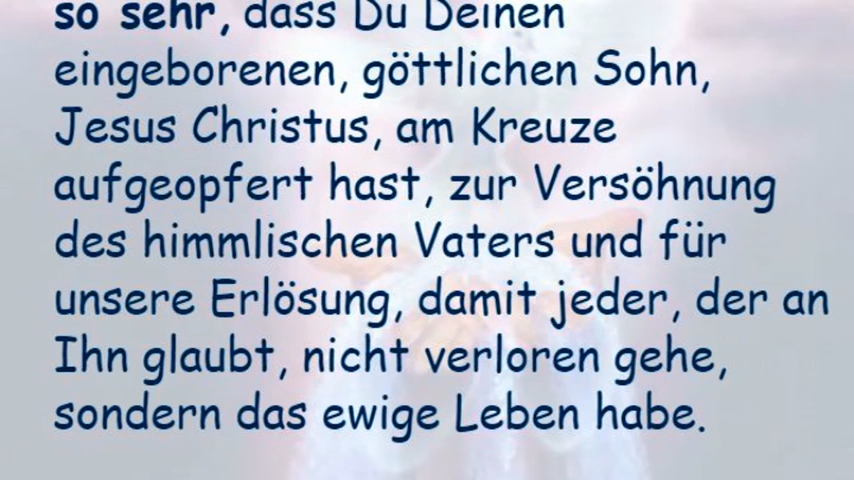 so sehr, dass Du Deinen
eingeborenen, göttlichen Sohn,
Jesus Christus, am Kreuze
aufgeopfert hast, zur Versöhnung
des himmlischen Vaters und für
unsere Erlösung, damit jeder, der an
Ihn glaubt, nicht verloren gehe,
sondern das ewige Leben habe.